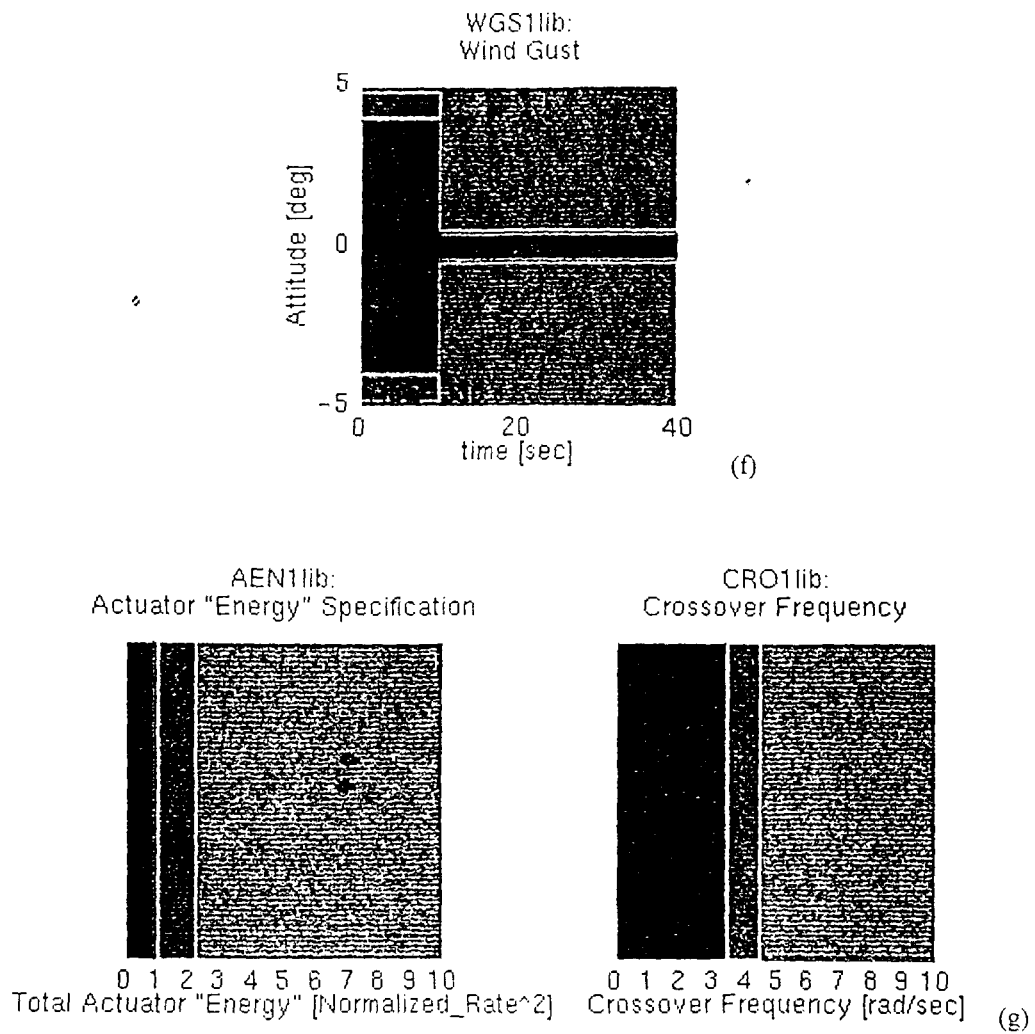 WGS1lib:
Wind Gust
5
0
-5
Attitude [deg]
0 20 40
time [sec]
(f)
AEN1lib:
Actuator "Energy" Specification
0 1 2 3 4 5 6 7 8 9 10
Total Actuator "Energy" [Normalized_Rate^2]
CRO1lib:
Crossover Frequency
0 1 2 3 4 5 6 7 8 9 10
Crossover Frequency [rad/sec]
(g)